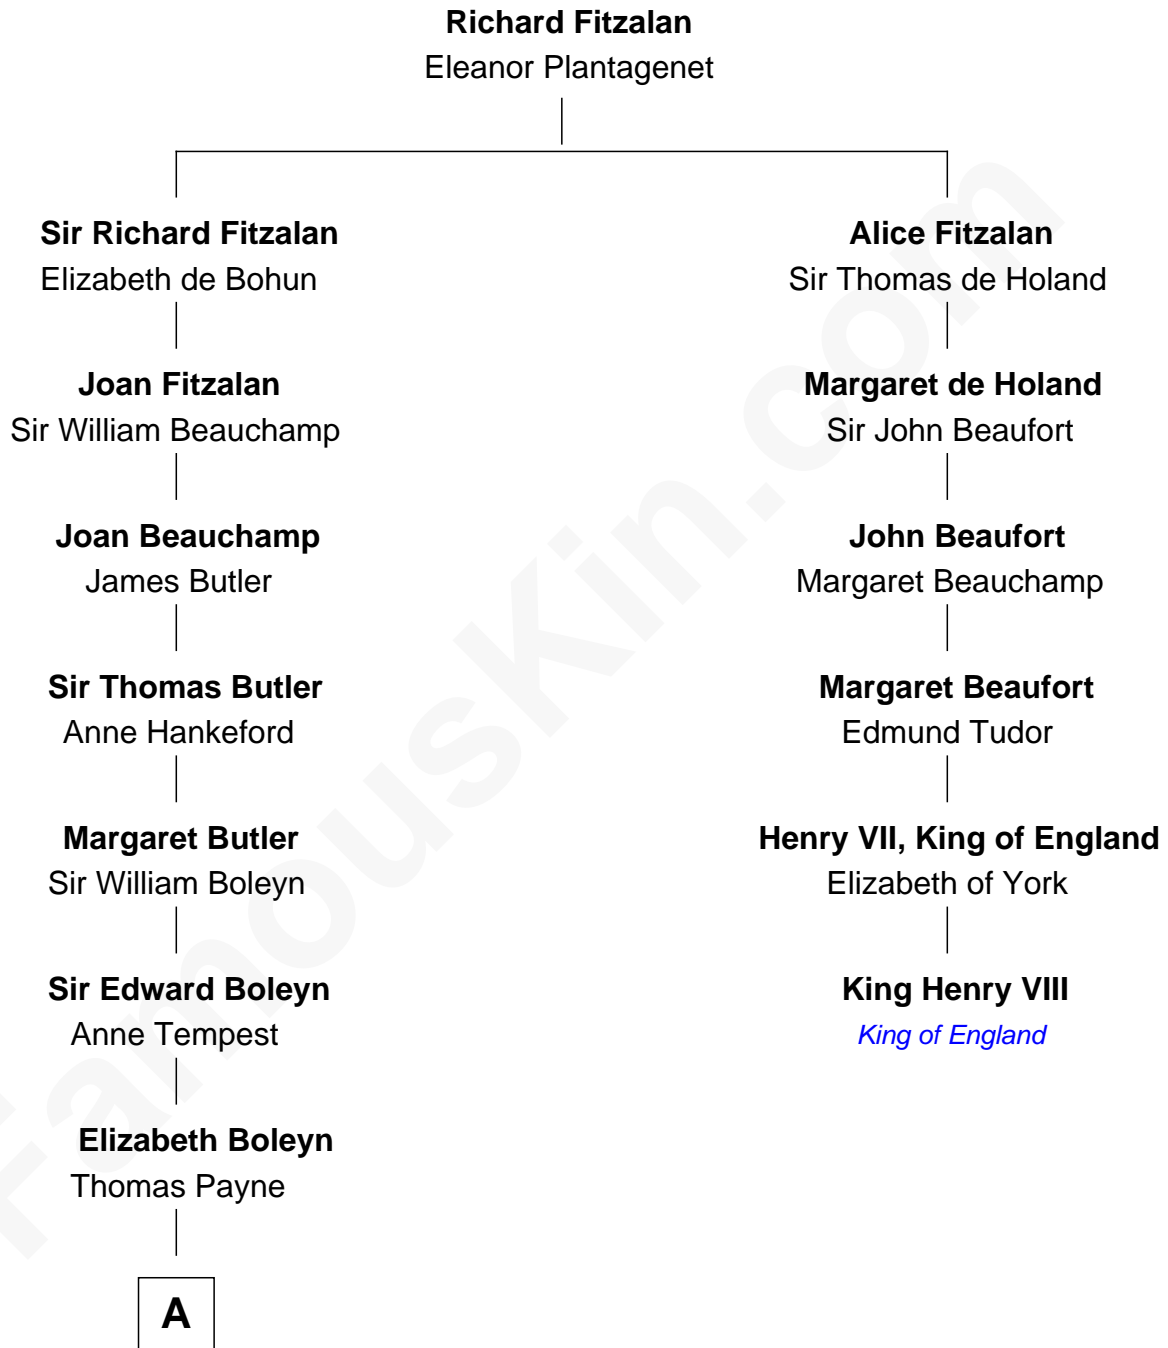 Richard Fitzalan
Eleanor Plantagenet
Sir Richard Fitzalan
Elizabeth de Bohun
Alice Fitzalan
Sir Thomas de Holand
Joan Fitzalan
Sir William Beauchamp
Margaret de Holand
Sir John Beaufort
Joan Beauchamp
James Butler
John Beaufort
Margaret Beauchamp
Sir Thomas Butler
Anne Hankeford
Margaret Beaufort
Edmund Tudor
Margaret Butler
Sir William Boleyn
Henry VII, King of England
Elizabeth of York
Sir Edward Boleyn
Anne Tempest
King Henry VIII
King of England
Elizabeth Boleyn
Thomas Payne
A
FamousKin.com